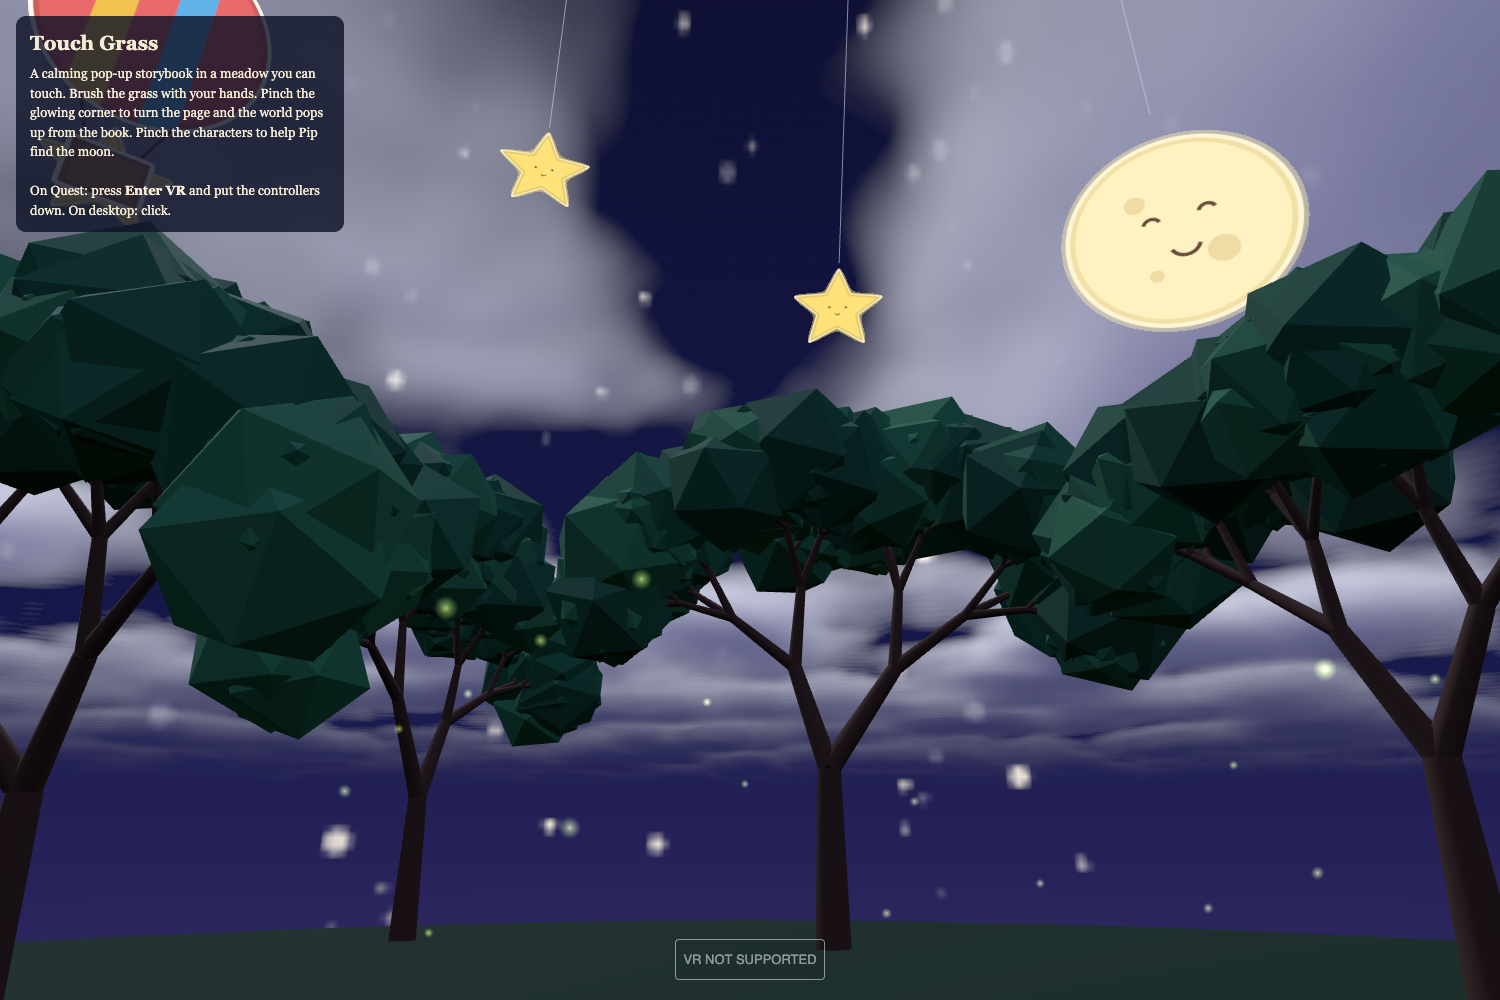 Touch Grass
A calming pop-up storybook in a meadow you can
touch. Brush the grass with your hands. Pinch the
glowing corner to turn the page and the world pops
up from the book. Pinch the characters to help Pip
find the moon.
On Quest: press Enter VR and put the controllers
down. On desktop: click.
VR NOT SUPPORTED